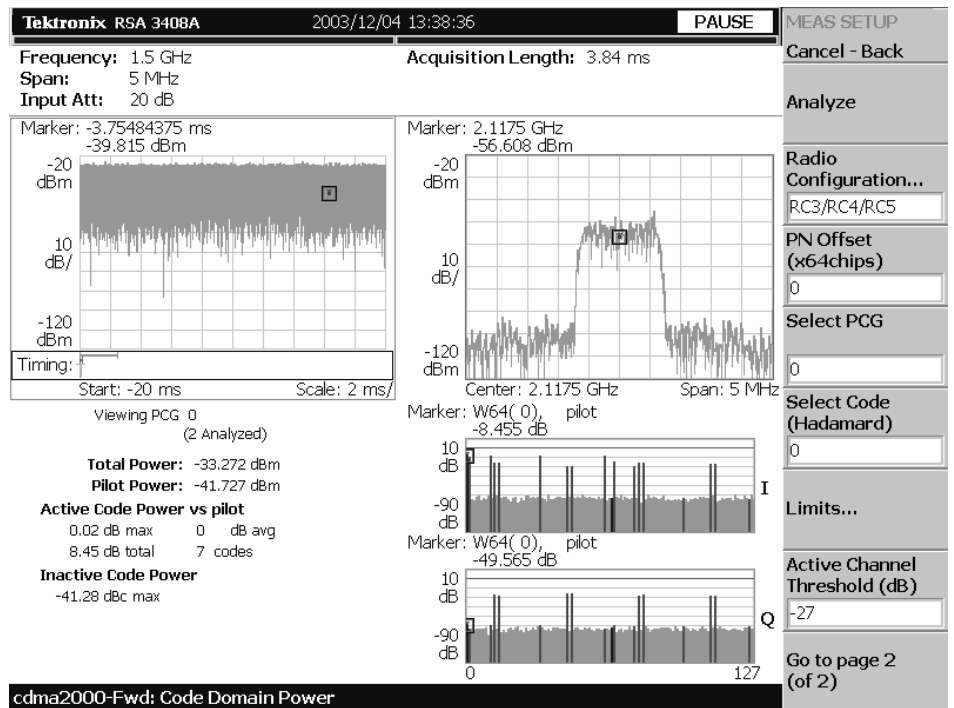 Tektronix RSA 3408A 2003/12/04 13:38:36 PAUSE
Frequency: 1.5 GHz Acquisition Length: 3.84 ms
Span: 5 MHz
Input Att: 20 dB
Marker: -3.75484375 ms
-39.815 dBm
-20
dBm
10
dB/
-120
dBm
Timing:
Start: -20 ms Scale: 2 ms/
Marker: 2.1175 GHz
-56.608 dBm
-20
dBm
10
dB/
-120
dBm
Center: 2.1175 GHz Span: 5 MHz
Viewing PCG 0
(2 Analyzed)
Total Power: -33.272 dBm
Pilot Power: -41.727 dBm
Active Code Power vs pilot
0.02 dB max 0 dB avg
8.45 dB total 7 codes
Inactive Code Power
-41.28 dBc max
Marker: W64( 0), pilot
-8.455 dB
10
dB
-90
dB
I
Marker: W64( 0), pilot
-49.565 dB
10
dB
-90
dB
Q
0 127
cdma2000-Fwd: Code Domain Power
MEAS SETUP
Cancel - Back
Analyze
Radio
Configuration...
RC3/RC4/RC5
PN Offset
(x64chips)
0
Select PCG
0
Select Code
(Hadamard)
0
Limits...
Active Channel
Threshold (dB)
-27
Go to page 2
(of 2)